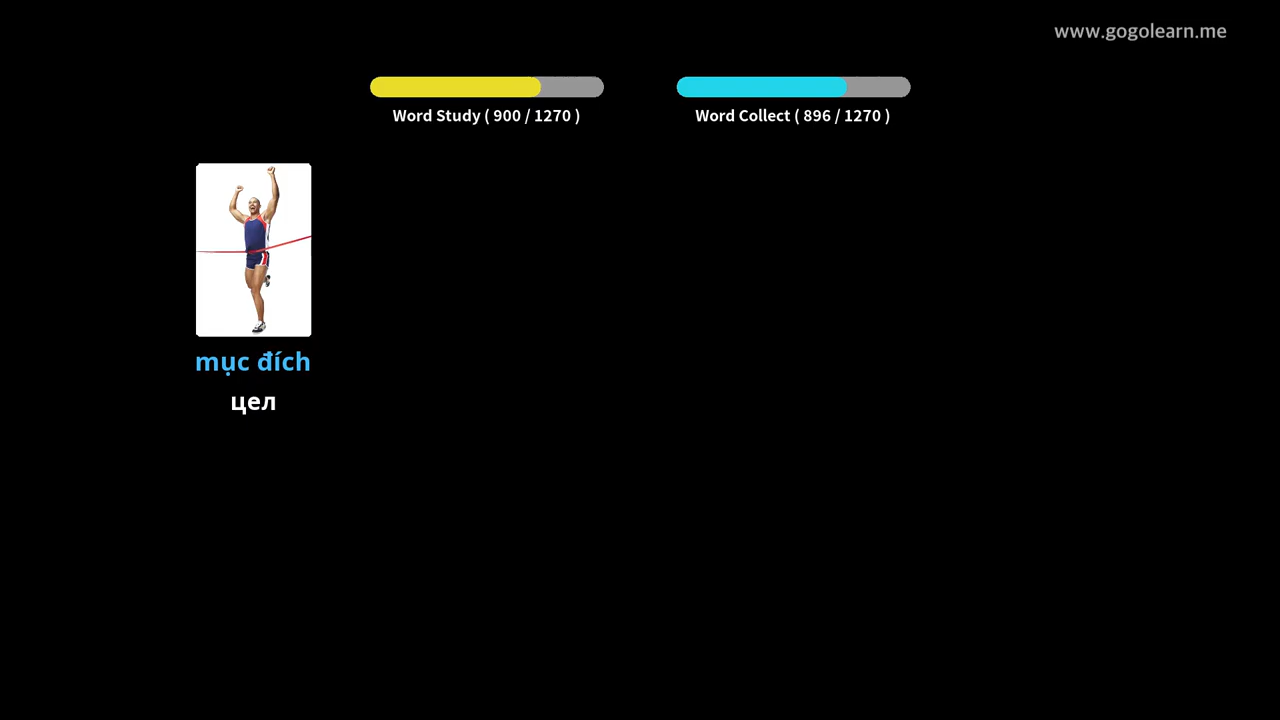 www.gogolearn.me
Word Study ( 900 / 1270 )
Word Collect ( 896 / 1270 )
mục đích
цел